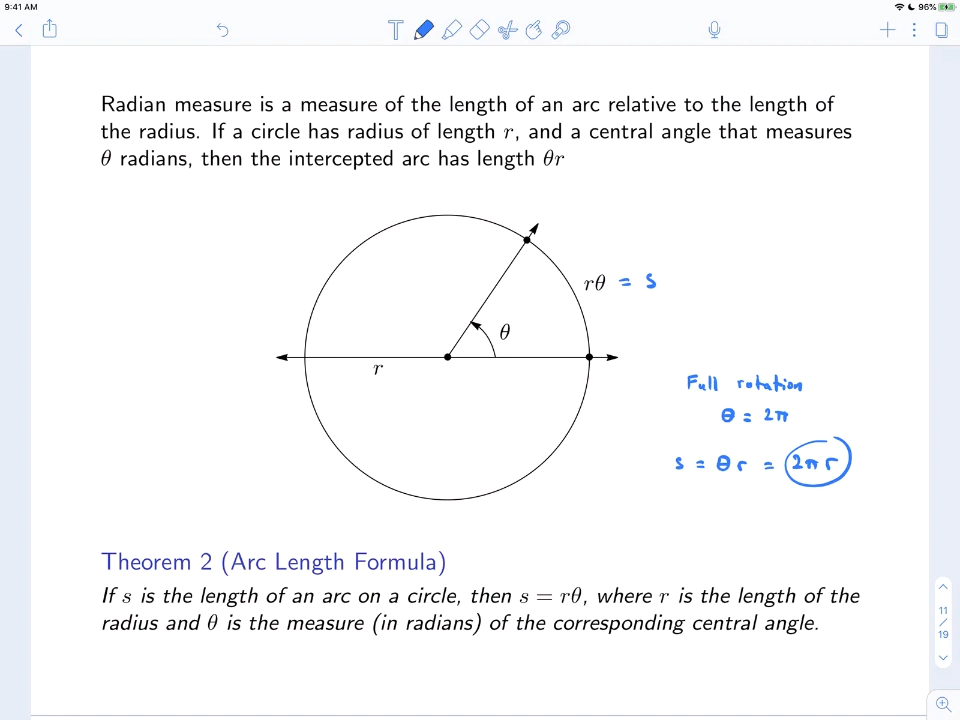 9:41 AM
96%
Radian measure is a measure of the length of an arc relative to the length of
the radius. If a circle has radius of length r, and a central angle that measures
θ radians, then the intercepted arc has length θr
rθ = s
θ
r
Full rotation
θ = 2π
s = θ r = 2π r
Theorem 2 (Arc Length Formula)
If s is the length of an arc on a circle, then s = rθ, where r is the length of the
radius and θ is the measure (in radians) of the corresponding central angle.
11
/
19